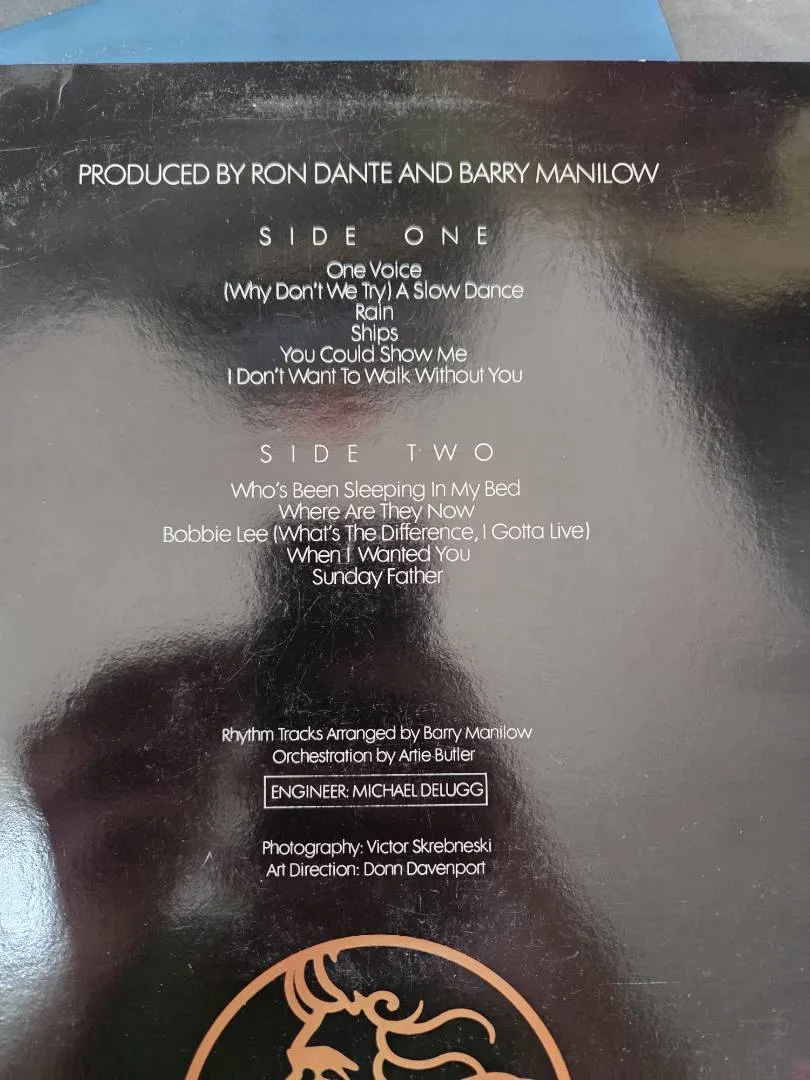 PRODUCED BY RON DANTE AND BARRY MANILOW
SIDE ONE
One Voice
(Why Don't We Try) A Slow Dance
Rain
Ships
You Could Show Me
I Don't Want To Walk Without You
SIDE TWO
Who's Been Sleeping In My Bed
Where Are They Now
Bobbie Lee (What's The Difference, I Gotta Live)
When I Wanted You
Sunday Father
Rhythm Tracks Arranged by Barry Manilow
Orchestration by Artie Butler
ENGINEER: MICHAEL DELUGG
Photography: Victor Skrebneski
Art Direction: Donn Davenport